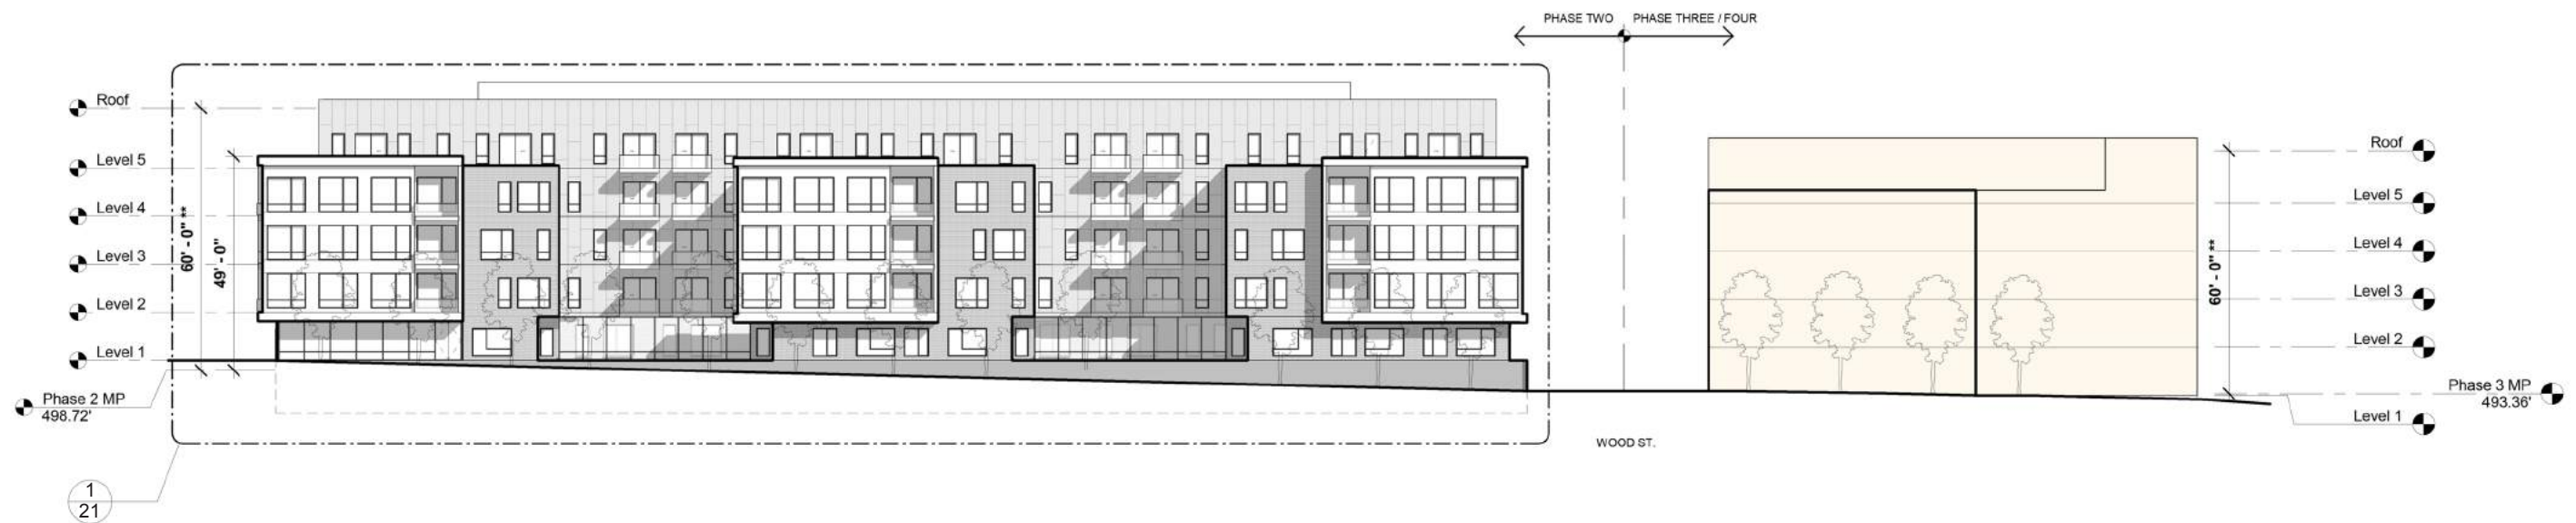 PHASE TWO PHASE THREE / FOUR
Roof
Level 5
Level 4
Level 3
Level 2
Level 1
60' - 0" **
49' - 0"
Phase 2 MP
498.72'
1
21
WOOD ST.
Roof
Level 5
Level 4
Level 3
Level 2
60' - 0" **
Phase 3 MP
493.36'
Level 1